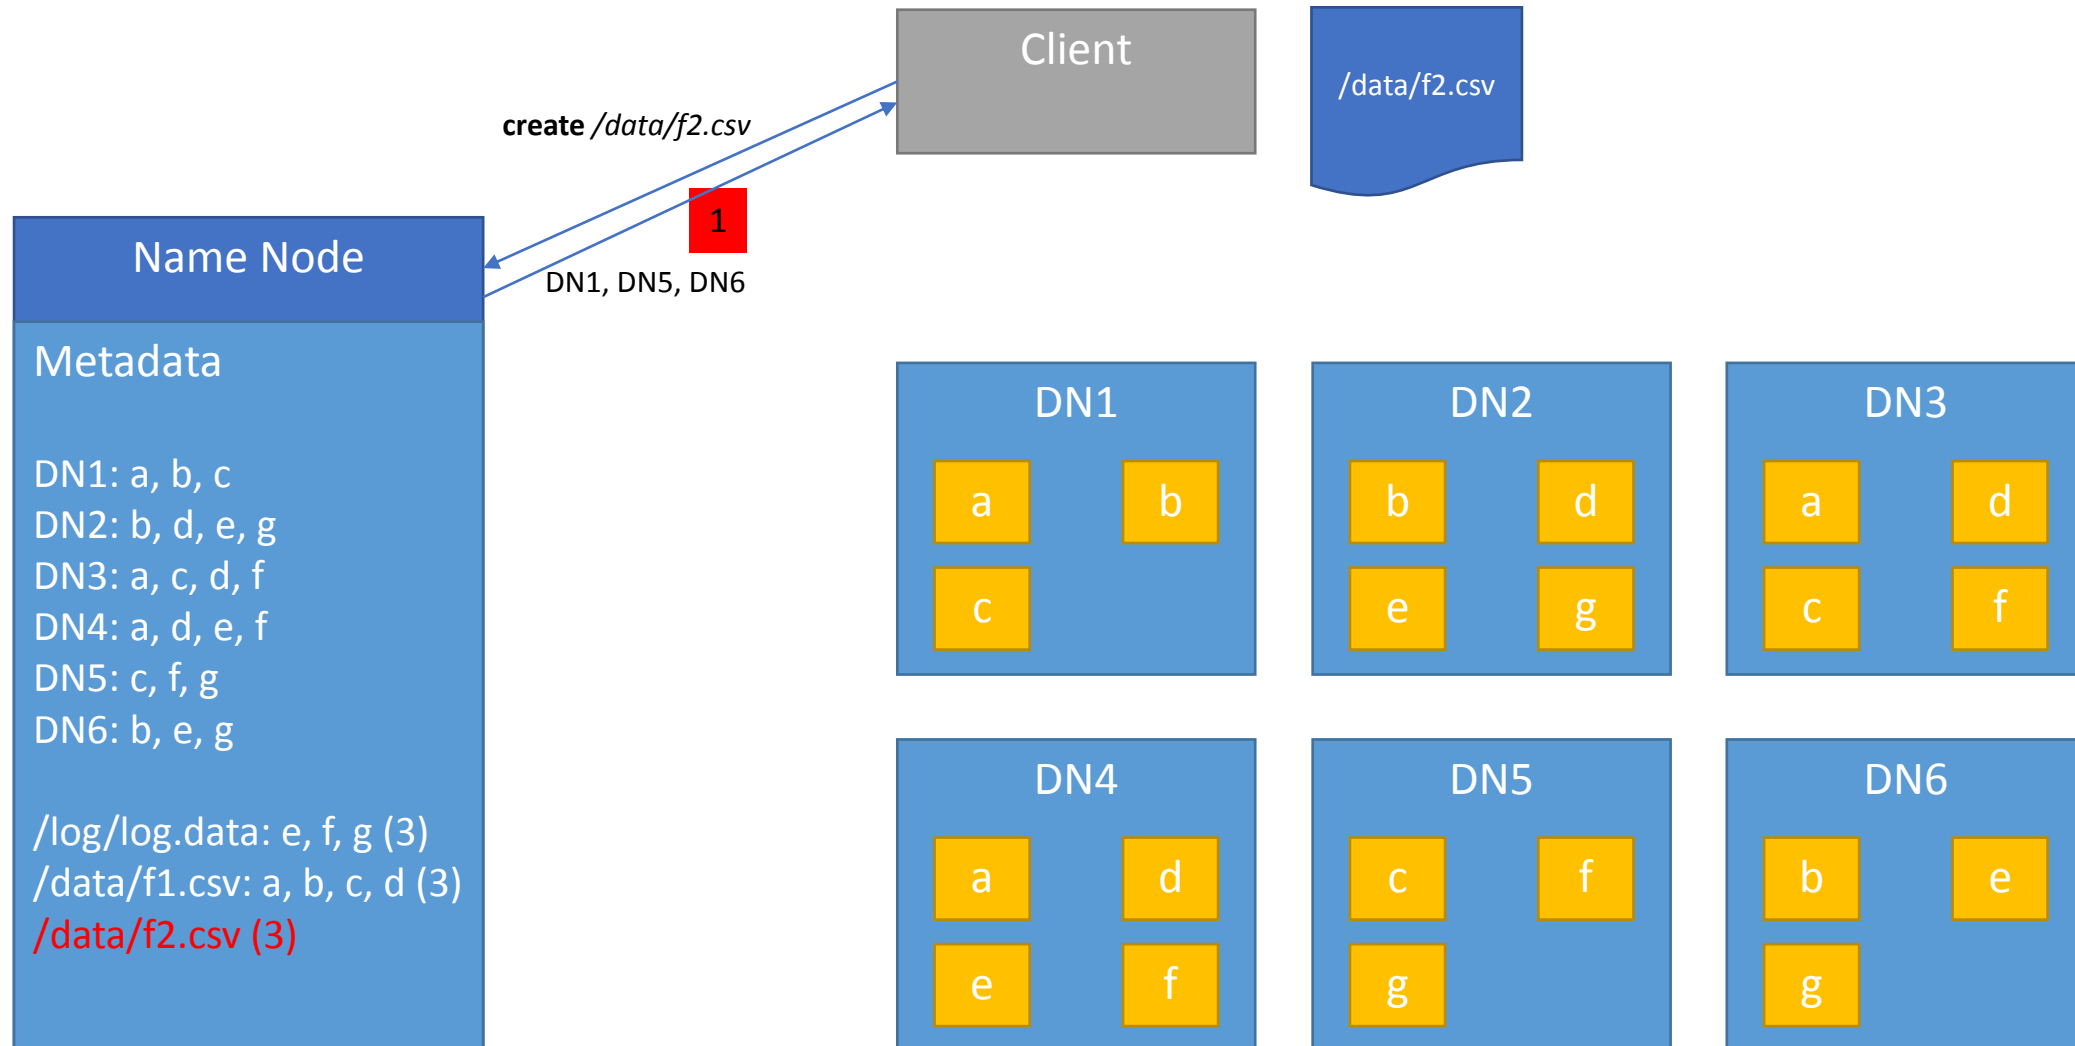 Client
/data/f2.csv
create /data/f2.csv
1
DN1, DN5, DN6
Name Node
Metadata
DN1: a, b, c
DN2: b, d, e, g
DN3: a, c, d, f
DN4: a, d, e, f
DN5: c, f, g
DN6: b, e, g
/log/log.data: e, f, g (3)
/data/f1.csv: a, b, c, d (3)
/data/f2.csv (3)
DN1
a b
c
DN2
b d
e g
DN3
a d
c f
DN4
a d
e f
DN5
c f
g
DN6
b e
g